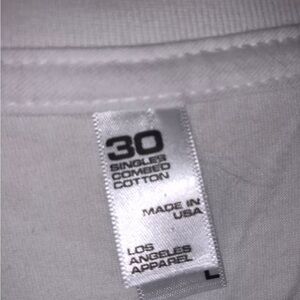 30
SINGLES
COMBED
COTTON
MADE IN
USA
LOS
ANGELES
APPAREL
L